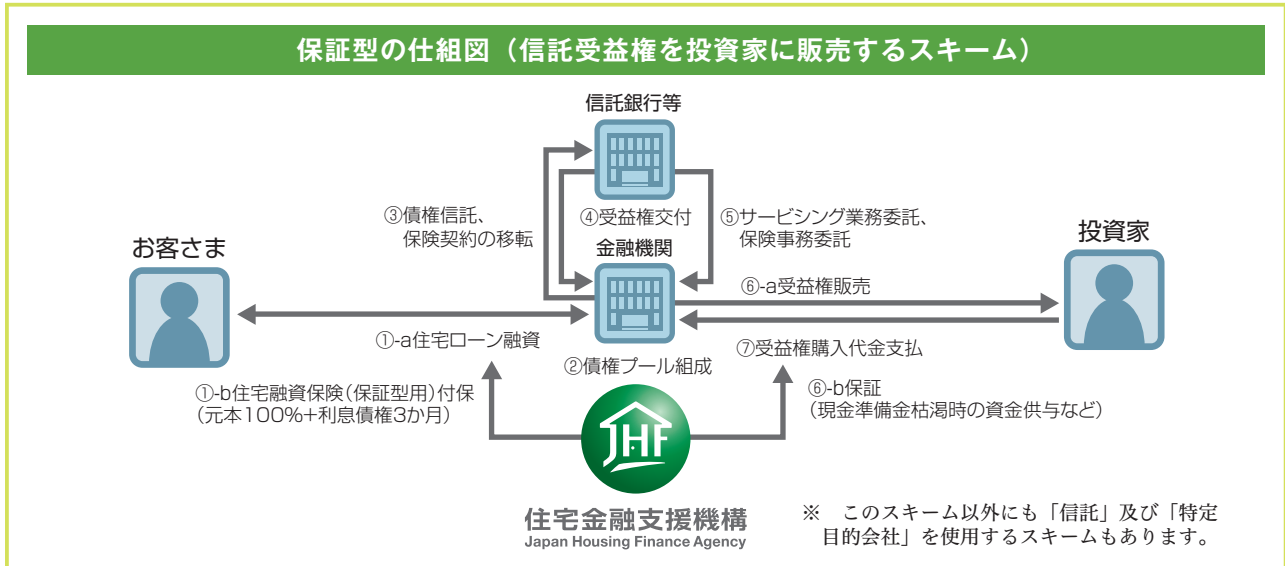 保証型の仕組図（信託受益権を投資家に販売するスキーム）
信託銀行等
③債権信託、
保険契約の移転
④受益権交付
⑤サービシング業務委託、
保険事務委託
お客さま
金融機関
投資家
⑥-a受益権販売
①-a住宅ローン融資
②債権プール組成
⑦受益権購入代金支払
①-b住宅融資保険（保証型用）付保
（元本100%+利息債権3か月）
⑥-b保証
（現金準備金枯渇時の資金供与など）
JHF
住宅金融支援機構
Japan Housing Finance Agency
※　このスキーム以外にも「信託」及び「特定
目的会社」を使用するスキームもあります。